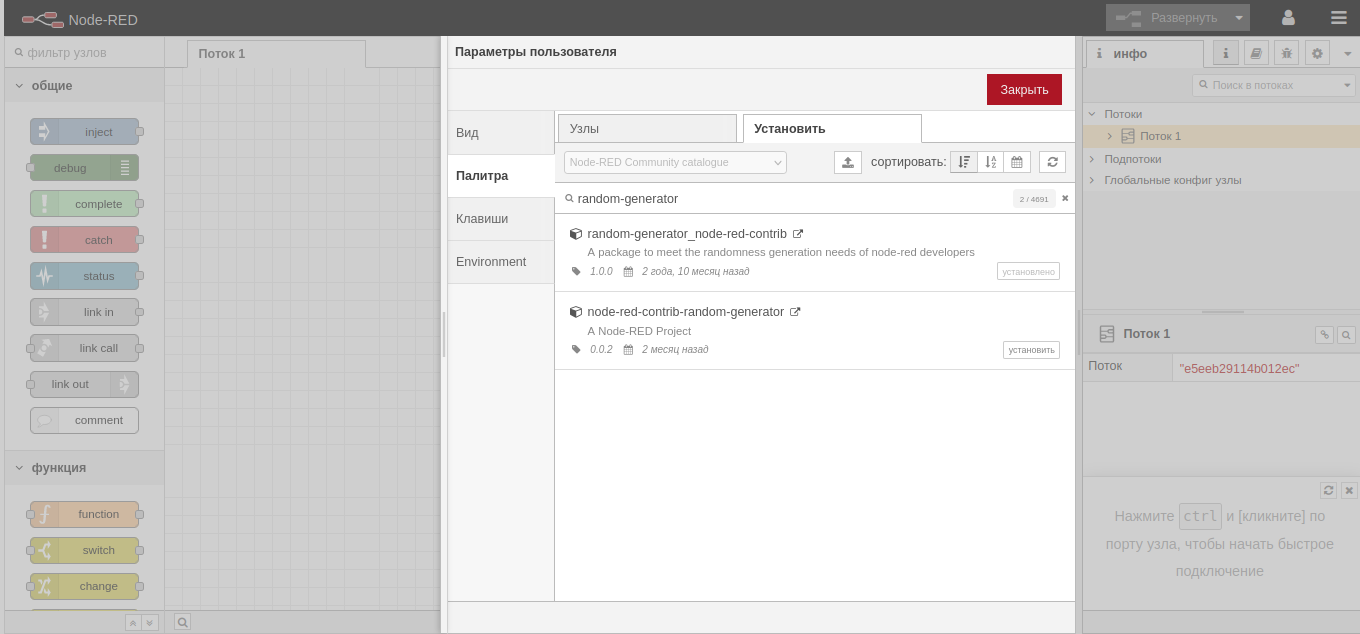 Node-RED
Развернуть
фильтр узлов
общие
inject
debug
complete
catch
status
link in
link call
link out
comment
функция
function
switch
change
Поток 1
Параметры пользователя
Закрыть
Вид
Палитра
Клавиши
Environment
Узлы
Установить
Node-RED Community catalogue
сортировать:
random-generator
2 / 4691
random-generator_node-red-contrib
A package to meet the randomness generation needs of node-red developers
1.0.0
2 года, 10 месяц назад
установлено
node-red-contrib-random-generator
A Node-RED Project
0.0.2
2 месяц назад
установить
инфо
Поиск в потоках
Потоки
Поток 1
Подпотоки
Глобальные конфиг узлы
Поток 1
Поток
"e5eeb29114b012ec"
Нажмите ctrl и [кликните] по
порту узла, чтобы начать быстрое
подключение